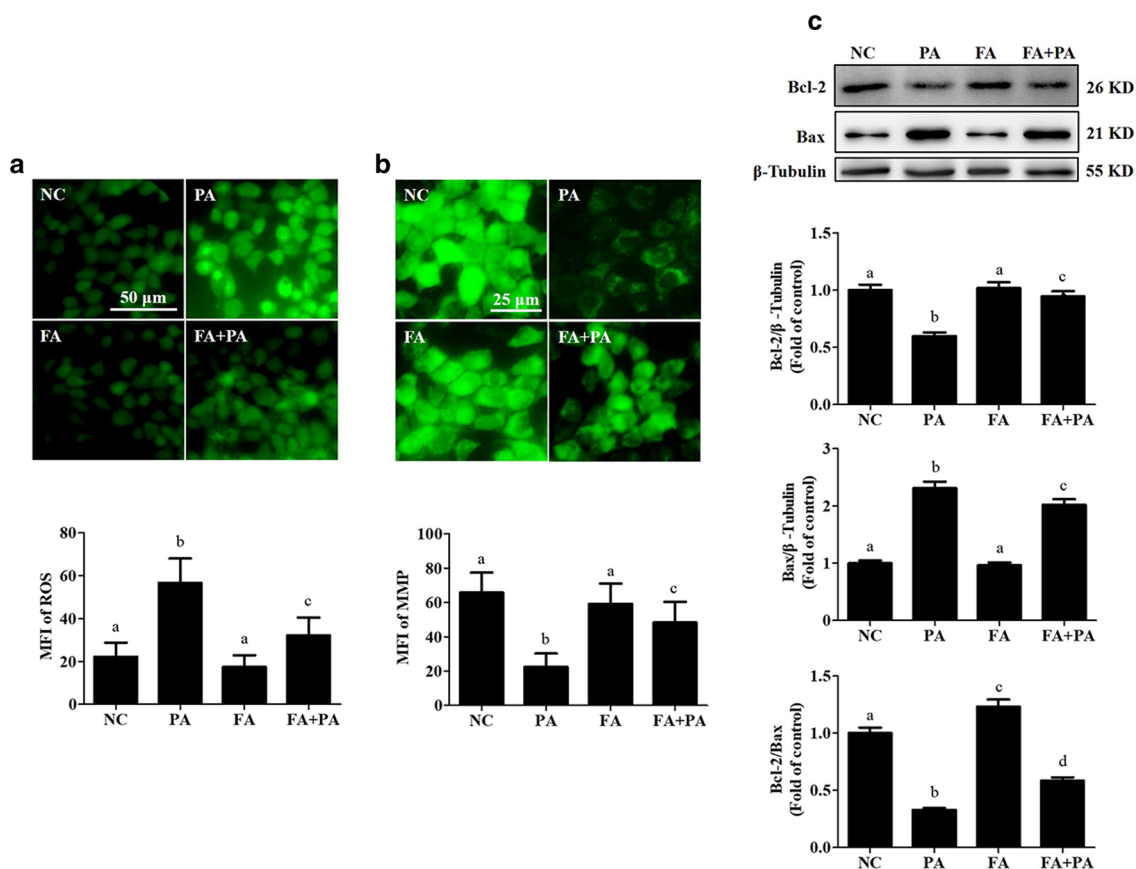 a
NC
PA
50 µm
FA
FA+PA
MFI of ROS
80
60
40
20
0
a
b
a
c
NC PA FA FA+PA
b
NC
PA
25 µm
FA
FA+PA
MFI of MMP
100
80
60
40
20
0
a
b
a
c
NC PA FA FA+PA
c
NC PA FA FA+PA
Bcl-2 26 KD
Bax 21 KD
β-Tubulin 55 KD
Bcl-2/β -Tubulin
(Fold of control)
1.5
1.0
0.5
0.0
a
b
a
c
NC PA FA FA+PA
Bax/β -Tubulin
(Fold of control)
3
2
1
0
a
b
a
c
NC PA FA FA+PA
Bcl-2/Bax
(Fold of control)
1.5
1.0
0.5
0.0
a
b
c
d
NC PA FA FA+PA